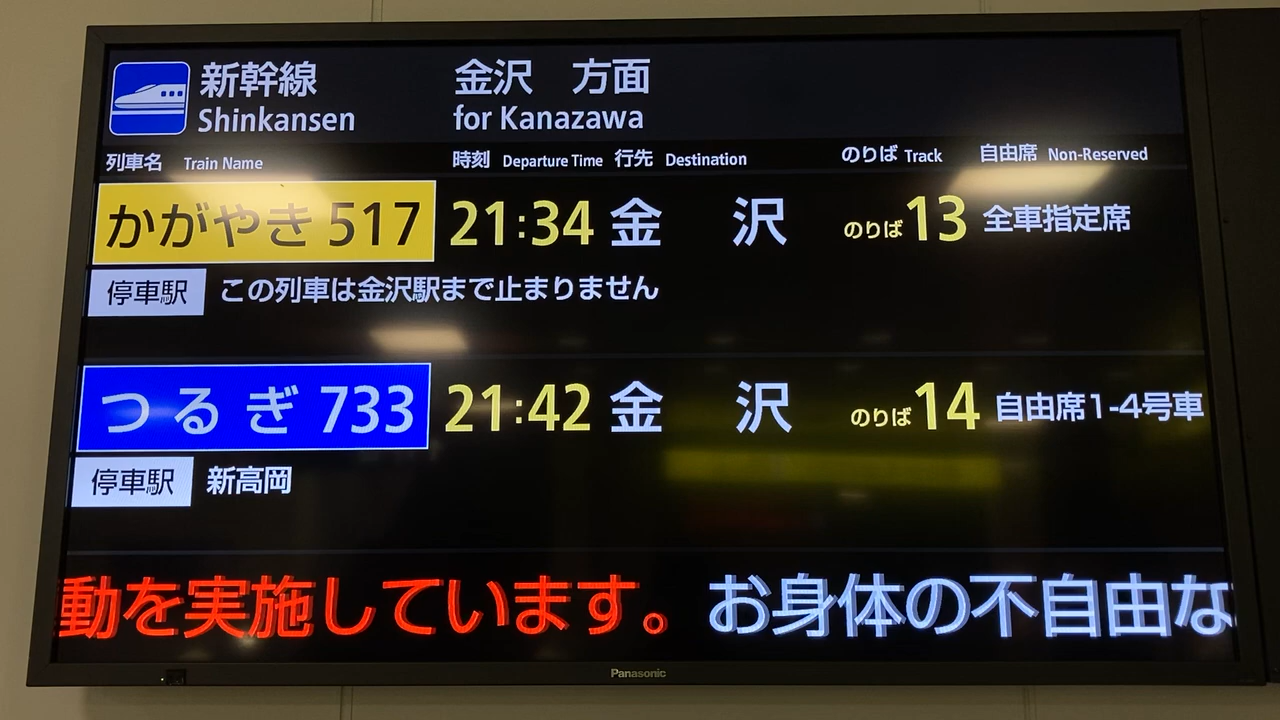 新幹線 金沢 方面
Shinkansen for Kanazawa
列車名 Train Name 時刻 Departure Time 行先 Destination のりば Track 自由席 Non-Reserved
かがやき 517 21:34 金 沢 のりば 13 全車指定席
停車駅 この列車は金沢駅まで止まりません
つ る ぎ 733 21:42 金 沢 のりば 14 自由席1-4号車
停車駅 新高岡
動を実施しています。 お身体の不自由な
Panasonic